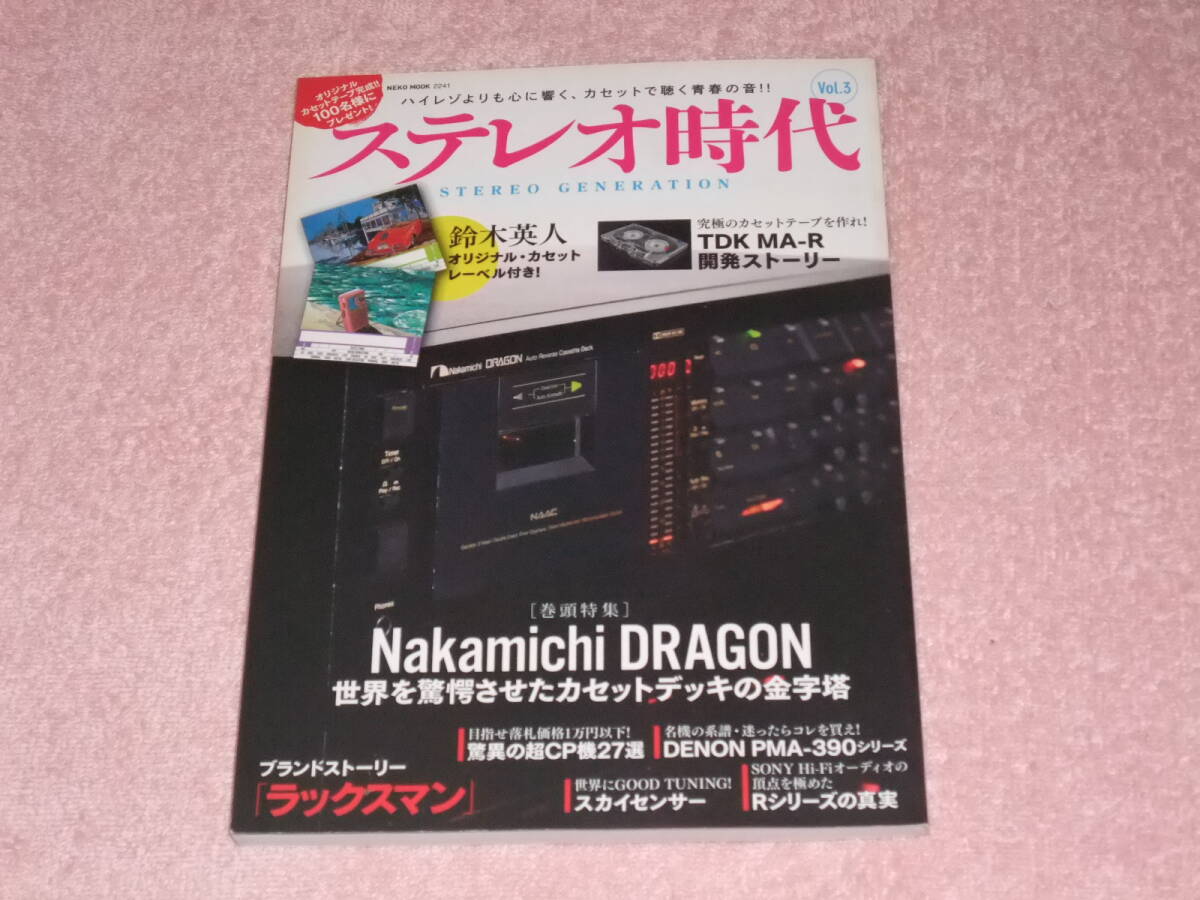 オリジナル
カセットテープ完成!!
100名様に
プレゼント!
NEKO MOOK 2241
ハイレゾよりも心に響く、カセットで聴く青春の音!!
Vol.3
ステレオ時代
STEREO GENERATION
鈴木英人
オリジナル・カセット
レーベル付き!
究極のカセットテープを作れ!
TDK MA-R
開発ストーリー
Nakamichi DRAGON Auto Reverse Cassette Deck
Timer
Phones
NAAC
[巻頭特集]
Nakamichi DRAGON
世界を驚愕させたカセットデッキの金字塔
目指せ落札価格1万円以下!
驚異の超CP機27選
名機の系譜・迷ったらコレを買え!
DENON PMA-390シリーズ
ブランドストーリー
「ラックスマン」
世界にGOOD TUNING!
スカイセンサー
SONY Hi-Fiオーディオの
頂点を極めた
Rシリーズの真実